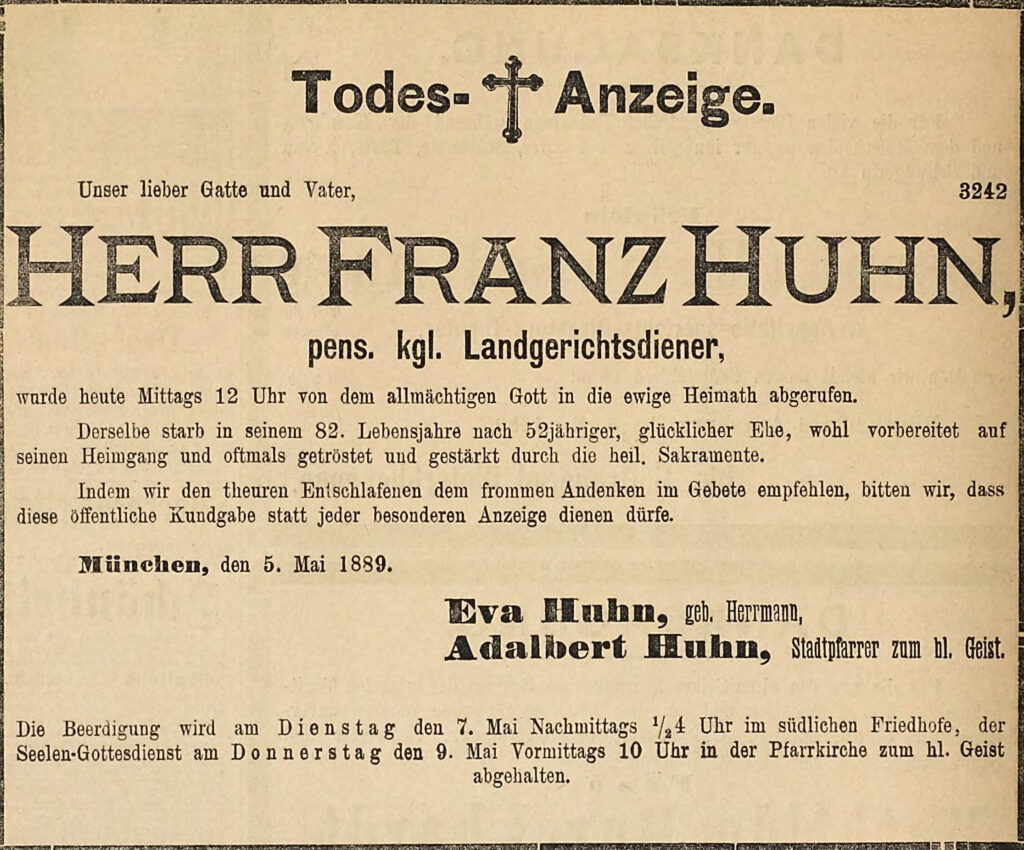 Todes- Anzeige.
Unser lieber Gatte und Vater, 3242
HERR FRANZ HUHN,
pens. kgl. Landgerichtsdiener,
wurde heute Mittags 12 Uhr von dem allmächtigen Gott in die ewige Heimath abgerufen.
Derselbe starb in seinem 82. Lebensjahre nach 52jähriger, glücklicher Ehe, wohl vorbereitet auf
seinen Heimgang und oftmals getröstet und gestärkt durch die heil. Sakramente.
Indem wir den theuren Entschlafenen dem frommen Andenken im Gebete empfehlen, bitten wir, dass
diese öffentliche Kundgabe statt jeder besonderen Anzeige dienen dürfe.
München, den 5. Mai 1889.
Eva Huhn, geb. Herrmann,
Adalbert Huhn, Stadtpfarrer zum hl. Geist.
Die Beerdigung wird am Dienstag den 7. Mai Nachmittags 1/24 Uhr im südlichen Friedhofe, der
Seelen-Gottesdienst am Donnerstag den 9. Mai Vormittags 10 Uhr in der Pfarrkirche zum hl. Geist
abgehalten.